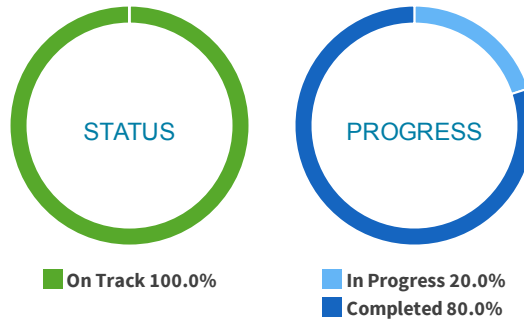 STATUS
PROGRESS
On Track 100.0%
In Progress 20.0%
Completed 80.0%